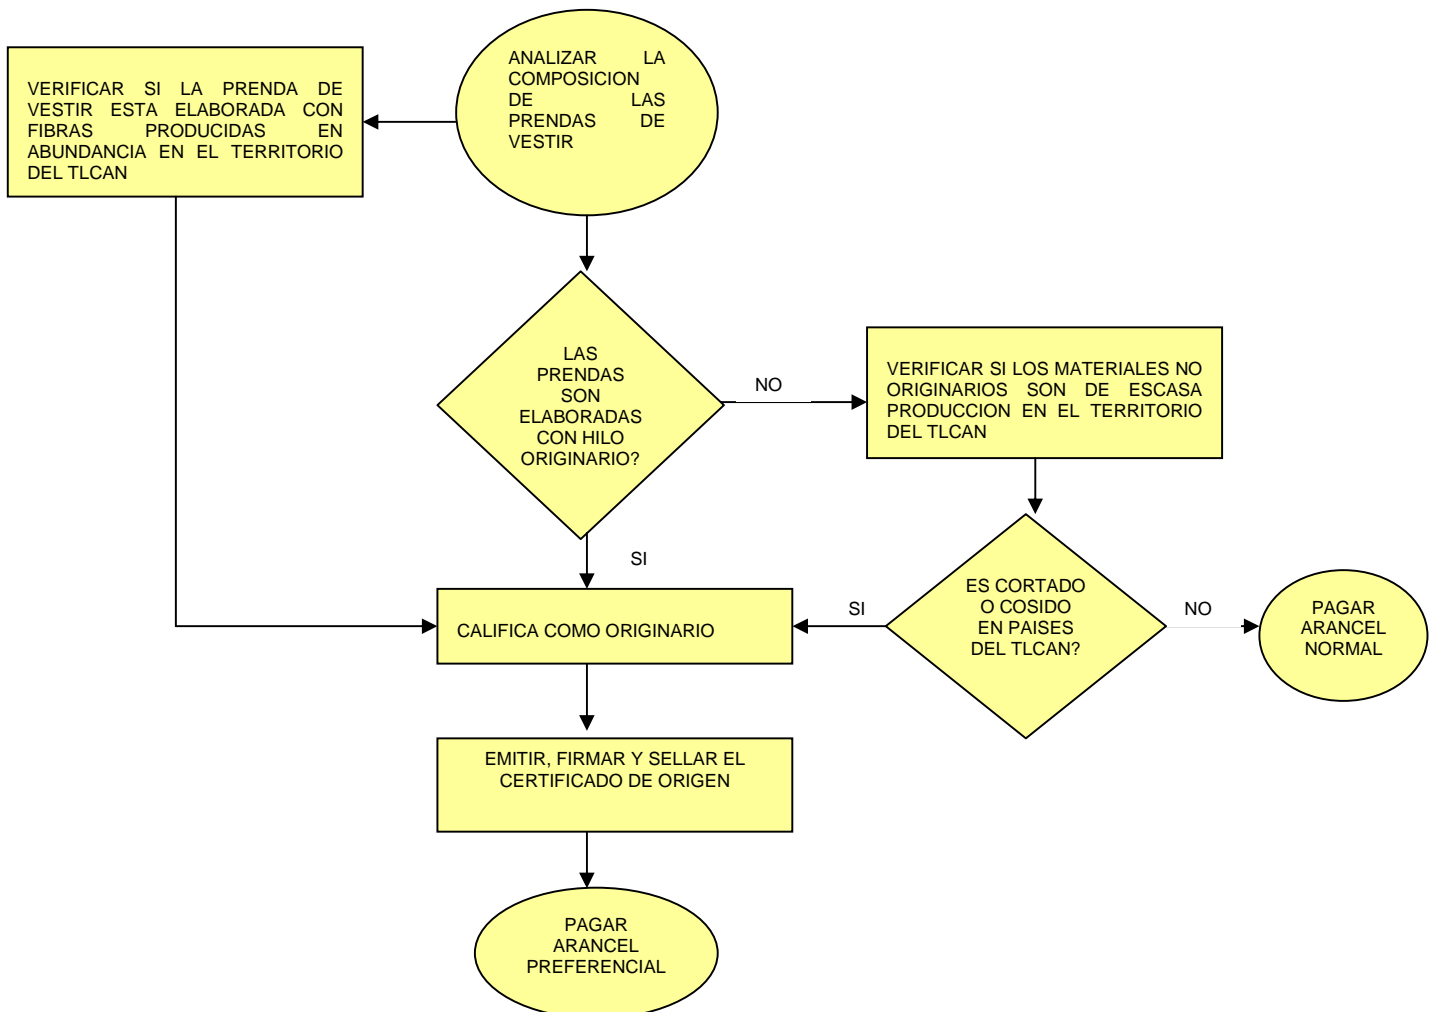 ANALIZAR LA
COMPOSICION
DE LAS
PRENDAS DE
VESTIR
VERIFICAR SI LA PRENDA DE
VESTIR ESTA ELABORADA CON
FIBRAS PRODUCIDAS EN
ABUNDANCIA EN EL TERRITORIO
DEL TLCAN
LAS
PRENDAS
SON
ELABORADAS
CON HILO
ORIGINARIO?
NO
VERIFICAR SI LOS MATERIALES NO
ORIGINARIOS SON DE ESCASA
PRODUCCION EN EL TERRITORIO
DEL TLCAN
SI
ES CORTADO
O COSIDO
EN PAISES
DEL TLCAN?
SI
NO
PAGAR
ARANCEL
NORMAL
CALIFICA COMO ORIGINARIO
EMITIR, FIRMAR Y SELLAR EL
CERTIFICADO DE ORIGEN
PAGAR
ARANCEL
PREFERENCIAL